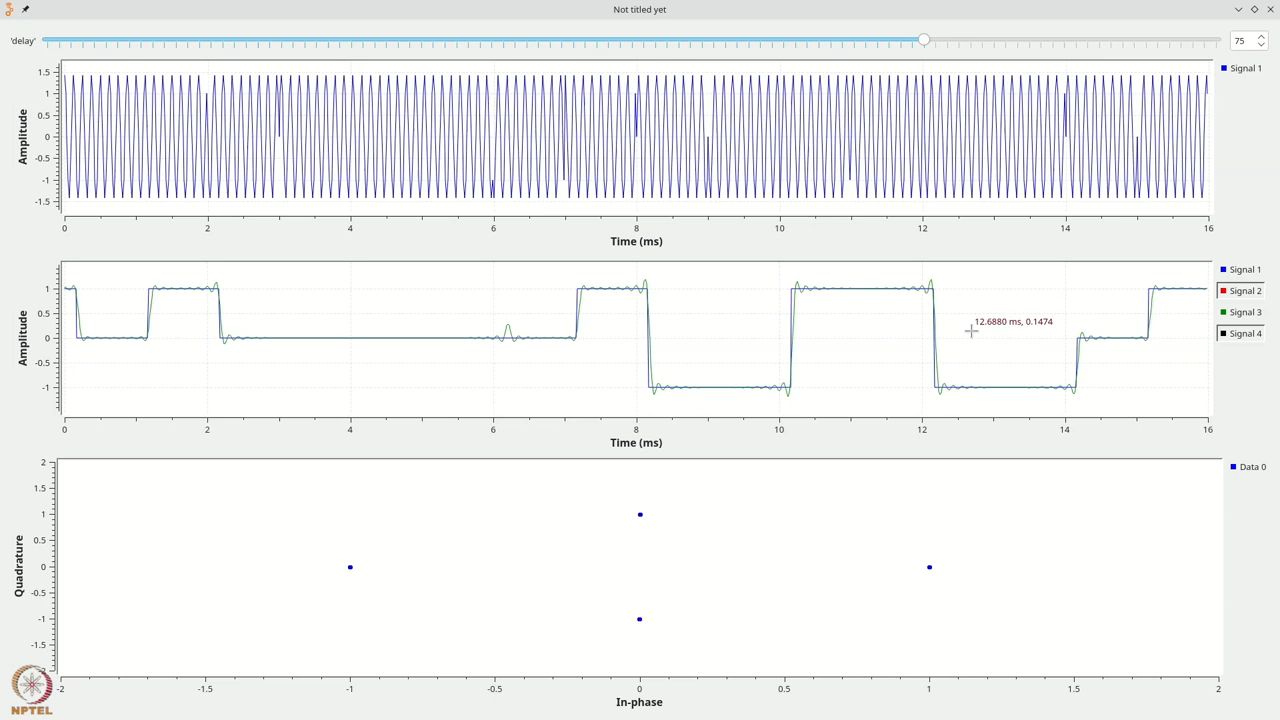 Not titled yet
'delay' 75
Amplitude
1.5
1
0.5
0
-0.5
-1
-1.5
0 2 4 6 8 10 12 14 16
Time (ms)
Signal 1
Amplitude
1
0.5
0
-0.5
-1
0 2 4 6 8 10 12 14 16
Time (ms)
12.6880 ms, 0.1474
Signal 1
Signal 2
Signal 3
Signal 4
Quadrature
2
1.5
1
0.5
0
-0.5
-1
-1.5
-2
-2 -1.5 -1 -0.5 0 0.5 1 1.5 2
In-phase
Data 0
NPTEL